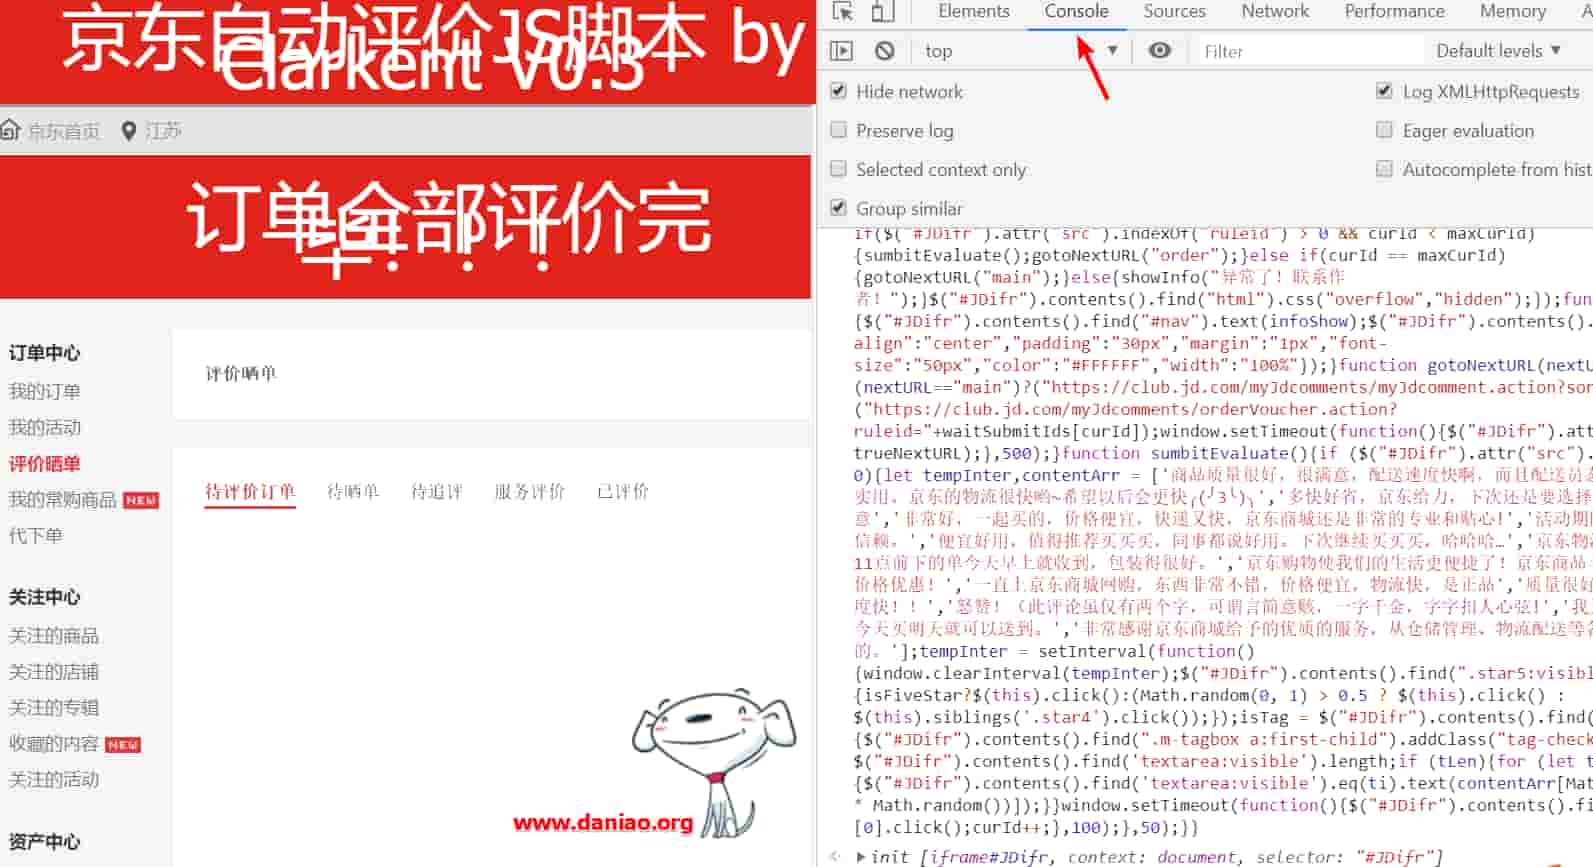 京东自动评价JS脚本 by
Clarkent V0.3
京东首页 江苏
订单全部评价完
毕！！！
订单中心
我的订单
我的活动
评价晒单
我的常购商品 NEW
代下单
关注中心
关注的商品
关注的店铺
关注的专辑
收藏的内容 NEW
关注的活动
资产中心
评价晒单
待评价订单 待晒单 待追评 服务评价 已评价
www.daniao.org
Elements Console Sources Network Performance Memory A
top Filter Default levels
Hide network Log XMLHttpRequests
Preserve log Eager evaluation
Selected context only Autocomplete from hist
Group similar
if($("#JDifr").attr("src").indexOf("ruleid") > 0 && curId < maxCurId)
{sumbitEvaluate();gotoNextURL("order");}else if(curId == maxCurId)
{gotoNextURL("main");}else{showInfo("异常了！联系作
者！");}$("#JDifr").contents().find("html").css("overflow","hidden");});fun
{$("#JDifr").contents().find("#nav").text(infoShow);$("#JDifr").contents().
align":"center","padding":"30px","margin":"1px","font-
size":"50px","color":"#FFFFFF","width":"100%"});}function gotoNextURL(nextU
(nextURL=="main")?("https://club.jd.com/myJdcomments/myJdcomment.action?sor
("https://club.jd.com/myJdcomments/orderVoucher.action?
ruleid="+waitSubmitIds[curId]);window.setTimeout(function(){$("#JDifr").att
trueNextURL);},500);}function sumbitEvaluate(){if ($("#JDifr").attr("src").
0){let tempInter,contentArr = ['商品质量很好，很满意，配送速度快啊，而且配送员态
实用。京东的物流很快哟~希望以后会更快╭(╯3╰)╮','多快好省，京东给力，下次还是要选择
意','非常好，一起买的，价格便宜，快递又快，京东商城还是非常的专业和贴心!','活动期间
信赖。','便宜好用，值得推荐买买买，同事都说好用。下次继续买买买，哈哈哈…','京东物流
11点前下的单今天早上就收到，包装得很好。','京东购物使我们的生活更便捷了！京东商品丰
价格优惠！','一直上京东商城网购，东西非常不错，价格便宜，物流快，是正品','质量很好
度快！！','怒赞！（此评论虽仅有两个字，可谓言简意赅，一字千金，字字扣人心弦!','我
今天买明天就可以送到。','非常感谢京东商城给予的优质的服务，从仓储管理、物流配送等各
的。'];tempInter = setInterval(function()
{window.clearInterval(tempInter);$("#JDifr").contents().find(".star5:visibl
{isFiveStar?$(this).click():(Math.random(0, 1) > 0.5 ? $(this).click() :
$(this).siblings('.star4').click());});isTag = $("#JDifr").contents().find(
{$("#JDifr").contents().find(".m-tagbox a:first-child").addClass("tag-check
$("#JDifr").contents().find('textarea:visible').length;if (tLen){for (let t
{$("#JDifr").contents().find('textarea:visible').eq(ti).text(contentArr[Mat
* Math.random())]);}}window.setTimeout(function(){$("#JDifr").contents().fi
[0].click();curId++;},100);},50);}}
init [iframe#JDifr, context: document, selector: "#JDifr"]